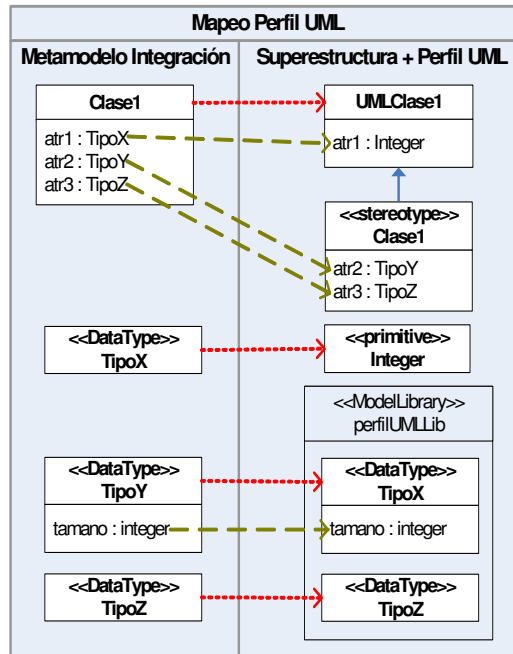 Mapeo Perfil UML
Metamodelo Integración
Superestructura + Perfil UML
Clase1
atr1 : TipoX
atr2 : TipoY
atr3 : TipoZ
UMLClase1
atr1 : Integer
<<stereotype>>
Clase1
atr2 : TipoY
atr3 : TipoZ
<<DataType>>
TipoX
<<primitive>>
Integer
<<ModelLibrary>>
perfilUMLLib
<<DataType>>
TipoY
tamano : integer
<<DataType>>
TipoX
tamano : integer
<<DataType>>
TipoZ
<<DataType>>
TipoZ